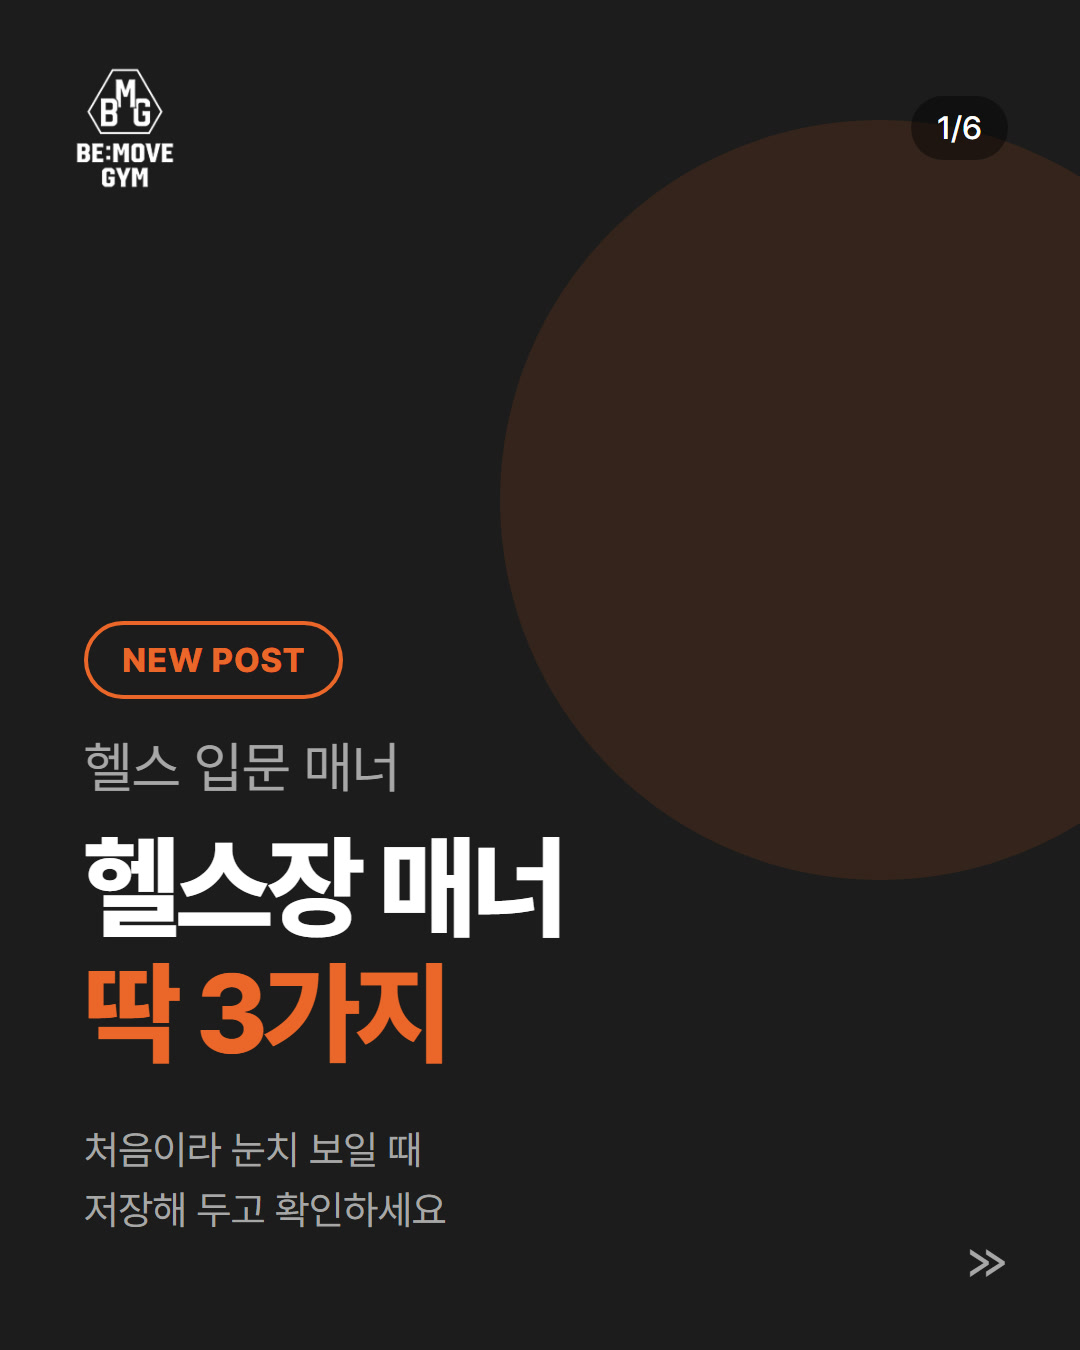 BMG
BE:MOVE
GYM
1/6
NEW POST
헬스 입문 매너
헬스장 매너
딱 3가지
처음이라 눈치 보일 때
저장해 두고 확인하세요